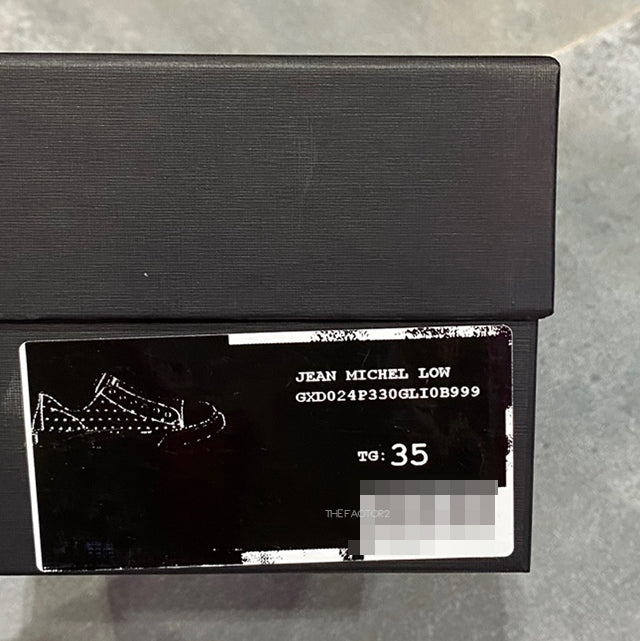 JEAN MICHEL LOW
GXD024P330GLI0B999
TG: 35
THEFACTOR2